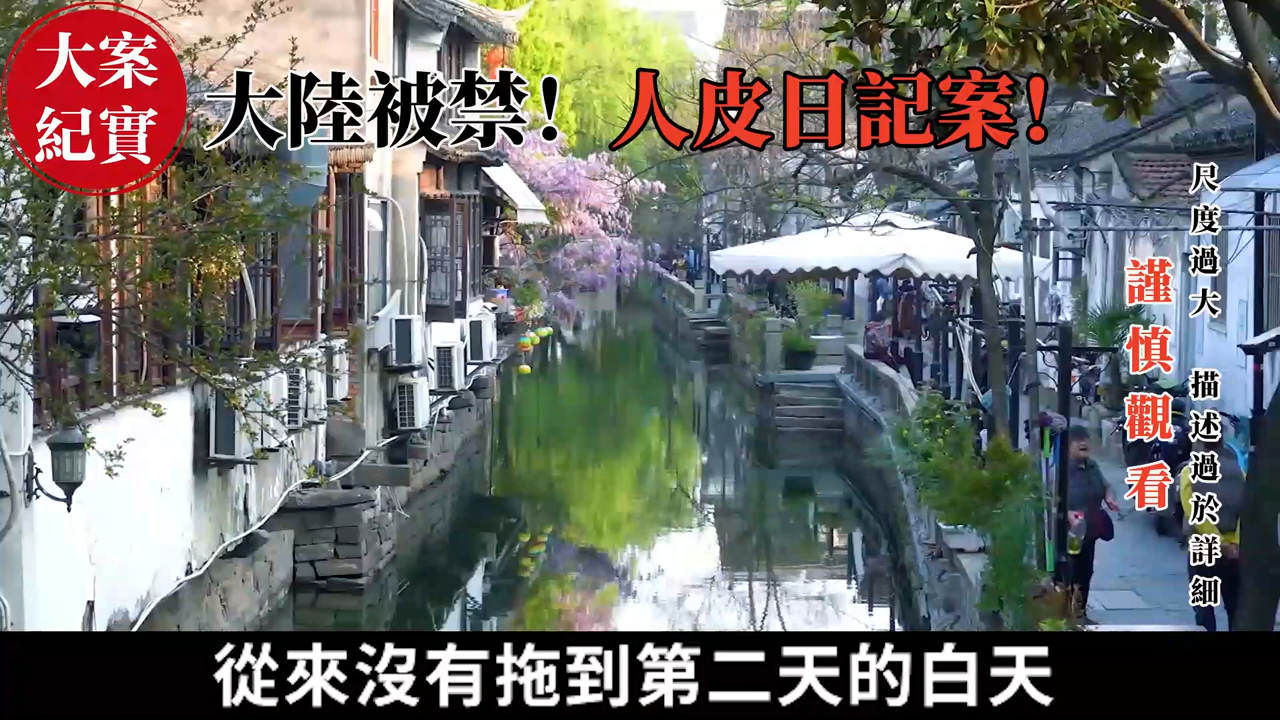 大案
紀實
大陸被禁！ 人皮日記案！
尺度過大 描述過於詳細
謹慎觀看
從來沒有拖到第二天的白天